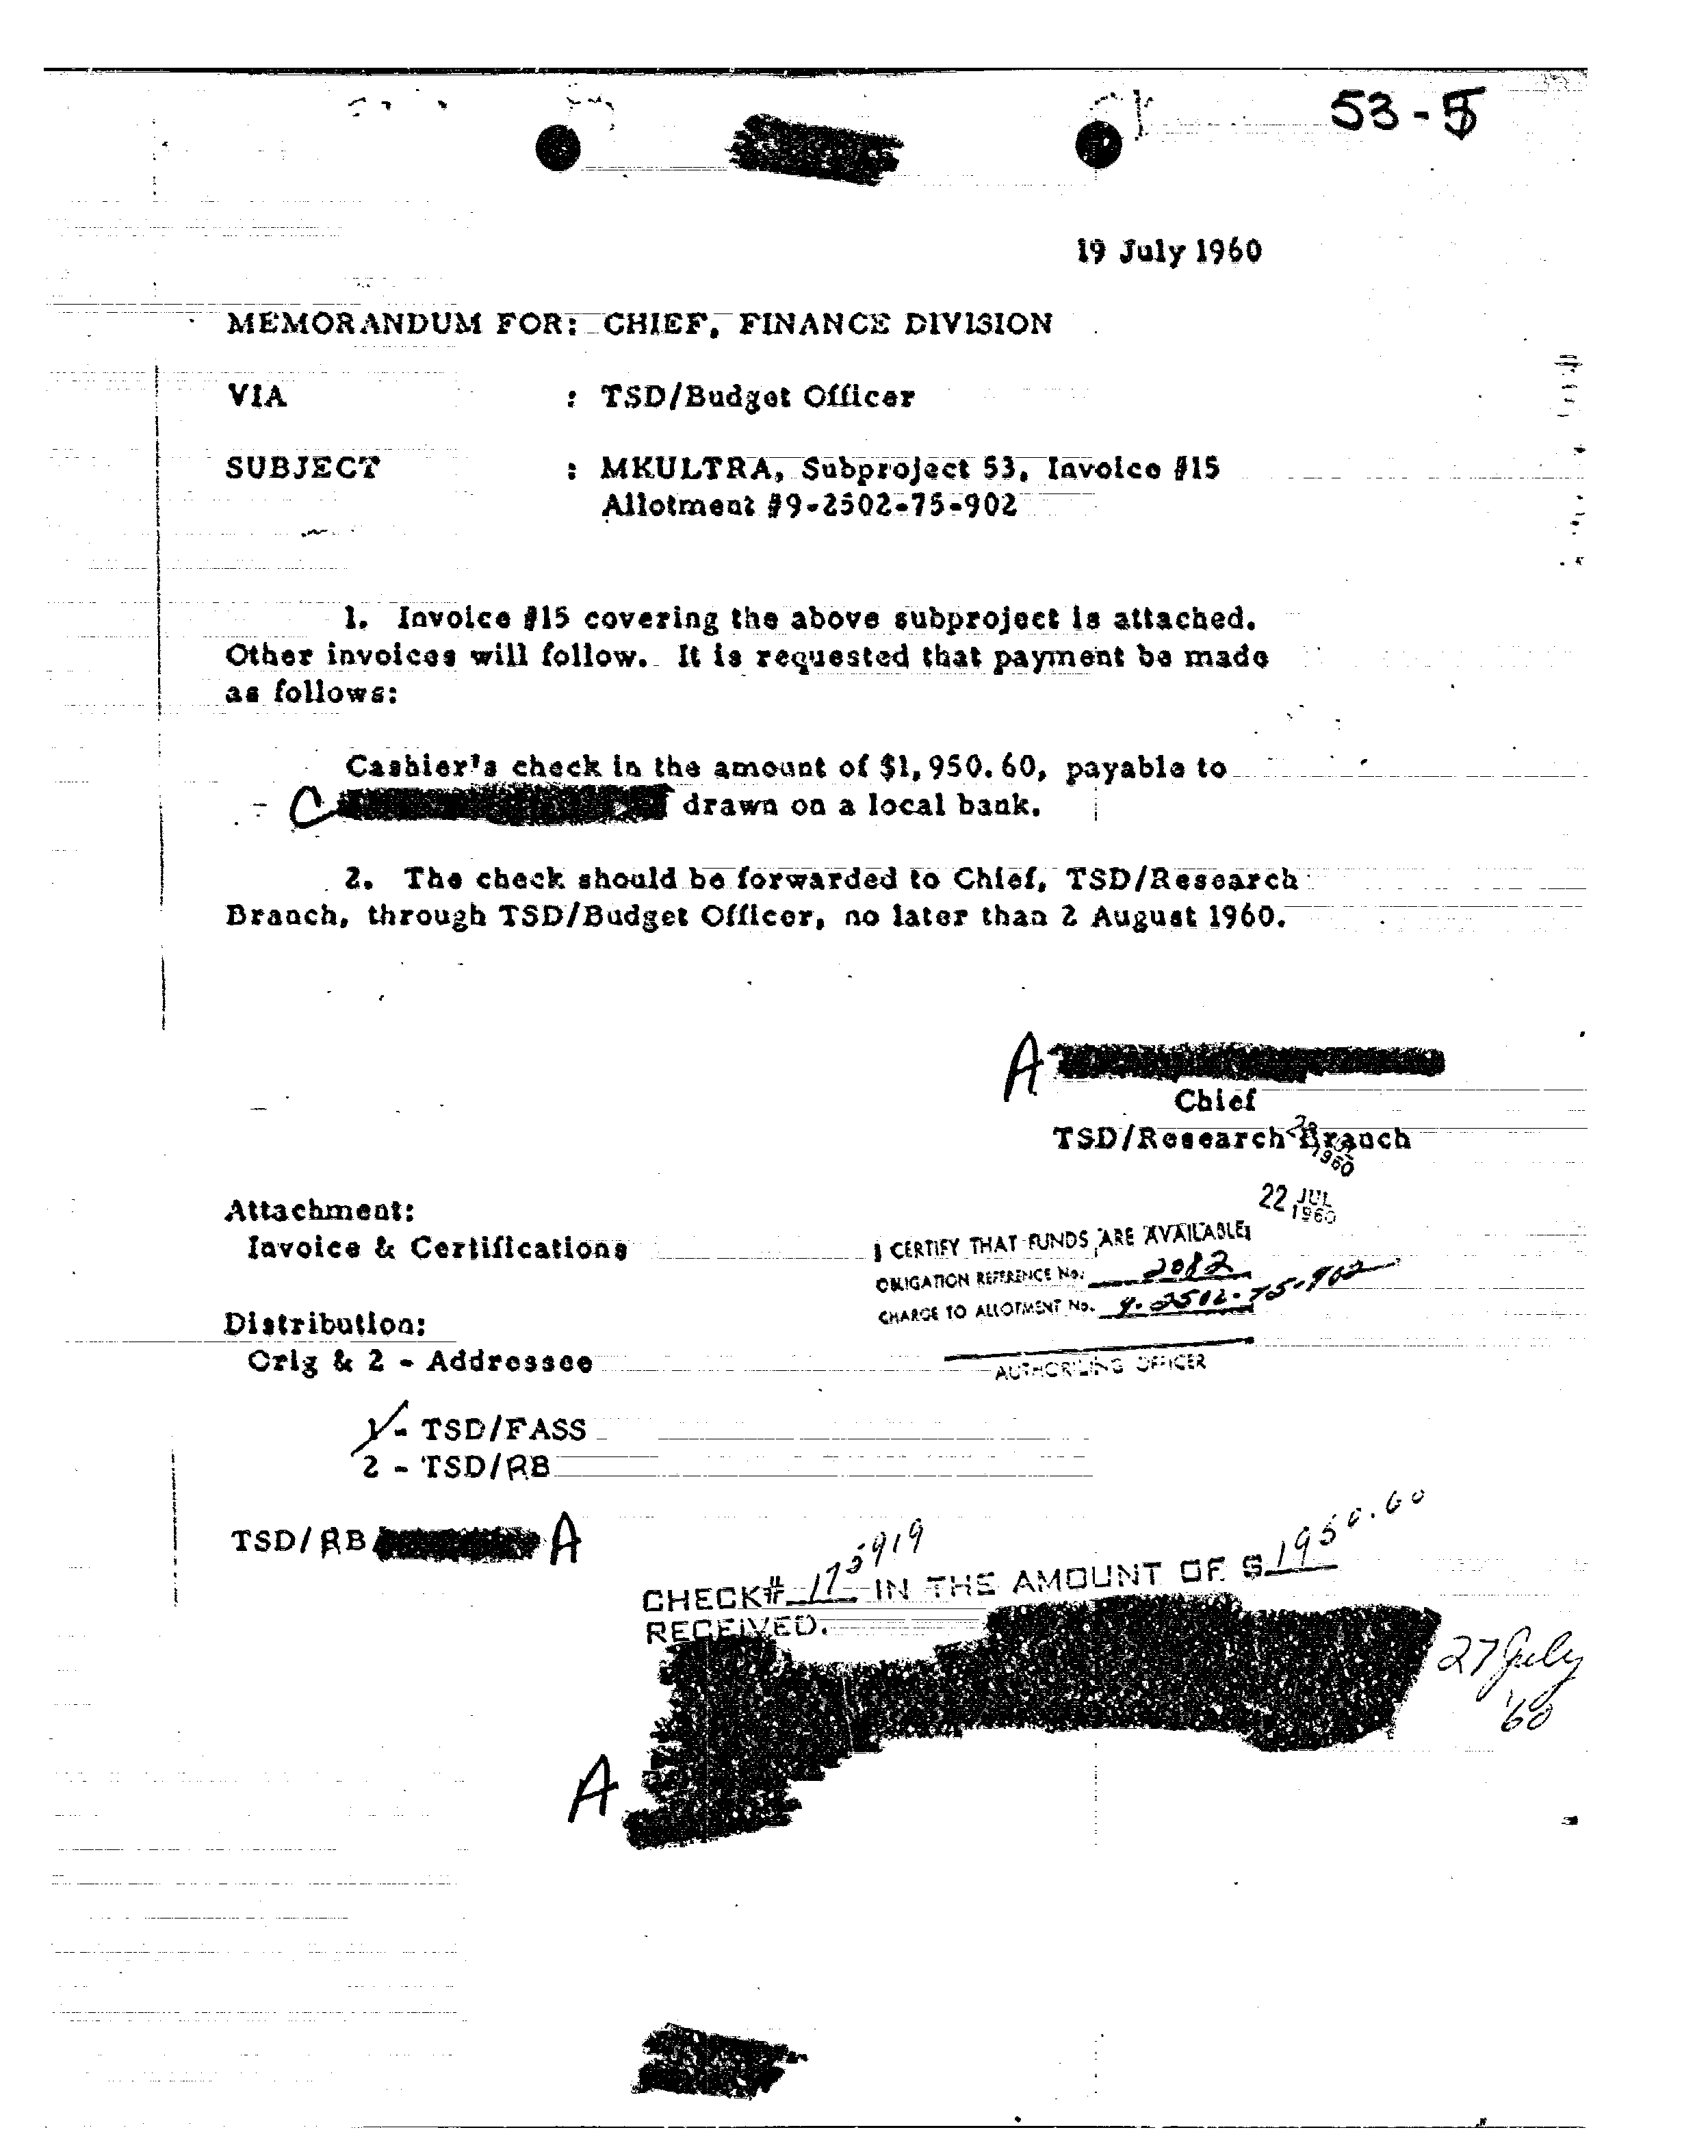 53-5
19 July 1960
MEMORANDUM FOR: CHIEF, FINANCE DIVISION
VIA : TSD/Budget Officer
SUBJECT : MKULTRA, Subproject 53, Invoice #15
Allotment #9-2502-75-902
1. Invoice #15 covering the above subproject is attached.
Other invoices will follow. It is requested that payment be made
as follows:
Cashier's check in the amount of $1,950.60, payable to
C drawn on a local bank.
2. The check should be forwarded to Chief, TSD/Research
Branch, through TSD/Budget Officer, no later than 2 August 1960.
A
Chief
TSD/Research Branch
1960
22 JUL
1960
Attachment:
Invoice & Certifications
I CERTIFY THAT FUNDS ARE AVAILABLE
OBLIGATION REFERENCE No. 2082
CHARGE TO ALLOTMENT No. 9-2502-75-902
AUTHORIZING OFFICER
Distribution:
Orig & 2 - Addressee
1 - TSD/FASS
2 - TSD/RB
TSD/RB A
CHECK# 175919 IN THE AMOUNT OF $ 1950.60
RECEIVED.
27 July
'60
A